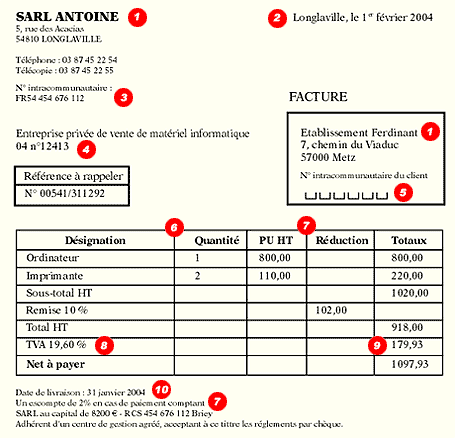 SARL ANTOINE 1
2 Longlaville, le 1er février 2004
5, rue des Acacias
54810 LONGLAVILLE
Téléphone : 03 87 45 22 54
Télécopie : 03 87 45 22 55
N° intracommunautaire :
FR54 454 676 112 3
FACTURE
Etablissement Ferdinant 1
7, chemin du Viaduc
57000 Metz
N° intracommunautaire du client
5
Entreprise privée de vente de matériel informatique
04 n°12413 4
Référence à rappeler
N° 00541/311292
6 7
Désignation Quantité PU HT Réduction Totaux
Ordinateur 1 800,00 800,00
Imprimante 2 110,00 220,00
Sous-total HT 1020,00
Remise 10 % 102,00
Total HT 918,00
TVA 19,60 % 8 9 179,93
Net à payer 1097,93
Date de livraison : 31 janvier 2004 10
Un escompte de 2% en cas de paiement comptant 7
SARL au capital de 8200 € - RCS 454 676 112 Briey
Adhérent d'un centre de gestion agréé, acceptant à ce tittre les réglements par chèque.